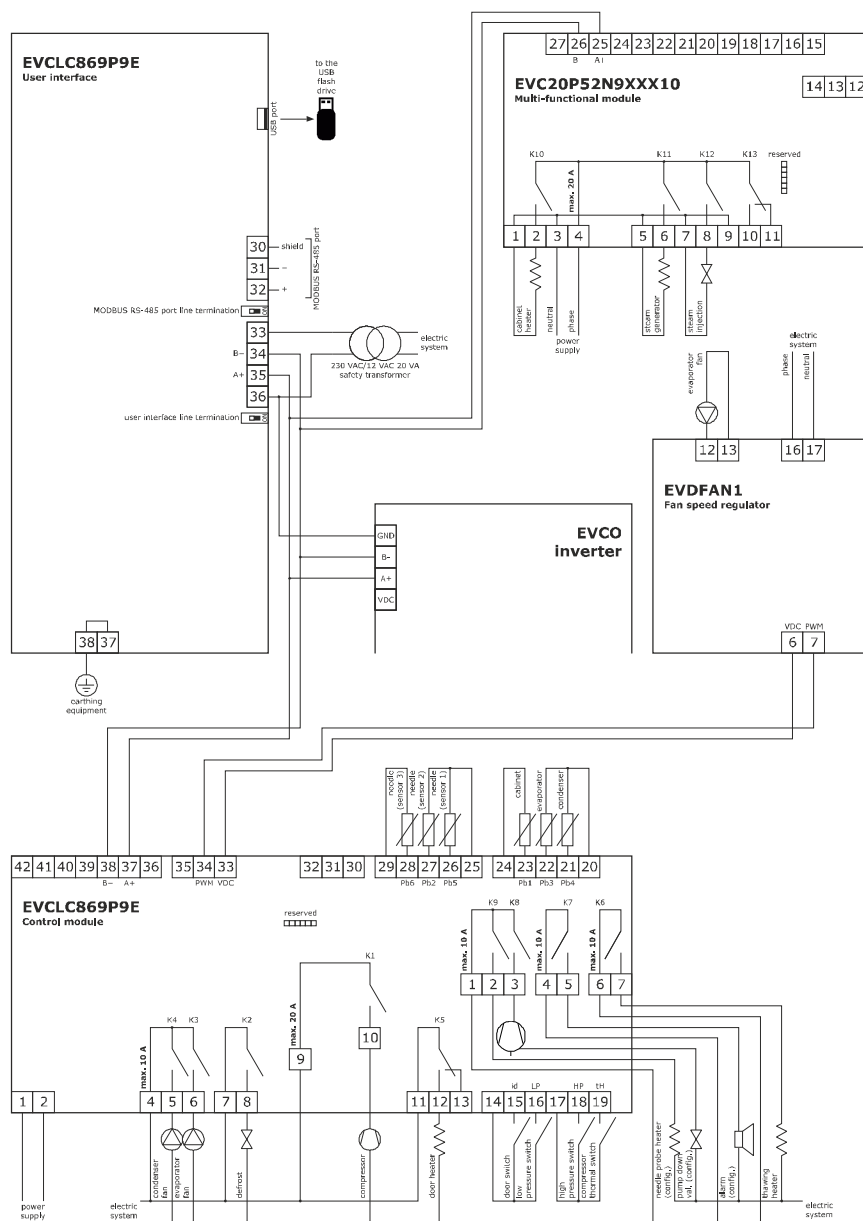 27 26 25 24 23 22 21 20 19 18 17 16 15
B- A+
EVCLC869P9E
User interface
to the
USB
flash
drive
USB port
EVC20P52N9XXX10
Multi-functional module
14 13 12
K10
K11
K12
K13
reserved
max. 20 A
1 2 3 4
5 6 7 8 9 10 11
cabinet
heater
neutral
phase
power
supply
steam
generator
steam
injection
30 shield
31 -
32 +
MODBUS RS-485 port
MODBUS RS-485 port line termination
ON
33
B- 34
A+ 35
36
user interface line termination
ON
electric
system
230 VAC/12 VAC 20 VA
safety transformer
evaporator
fan
electric
system
phase
neutral
12 13
16 17
EVDFAN1
Fan speed regulator
VDC PWM
6 7
EVCO
inverter
GND
B-
A+
VDC
38 37
earthing
equipment
needle
(sensor 3)
needle
(sensor 2)
needle
(sensor 1)
cabinet
evaporator
condenser
42 41 40 39 38 37 36
35 34 33
32 31 30
29 28 27 26 25
24 23 22 21 20
B- A+
PWM VDC
Pb6 Pb2 Pb5
Pb1 Pb3 Pb4
EVCLC869P9E
Control module
reserved
K9
K8
K7
K6
max. 10 A
max. 10 A
max. 10 A
1 2 3
4 5
6 7
K1
max. 20 A
9
10
K4
K3
K2
K5
max. 10 A
1 2
4 5 6
7 8
11 12 13
id
LP
HP
tH
14 15 16 17 18 19
power
supply
electric
system
condenser
fan
evaporator
fan
defrost
compressor
door heater
door switch
low
pressure switch
high
pressure switch
compressor
thermal switch
needle probe heater
(config.)
pump down
val. (config.)
alarm
(config.)
thawing
heater
electric
system